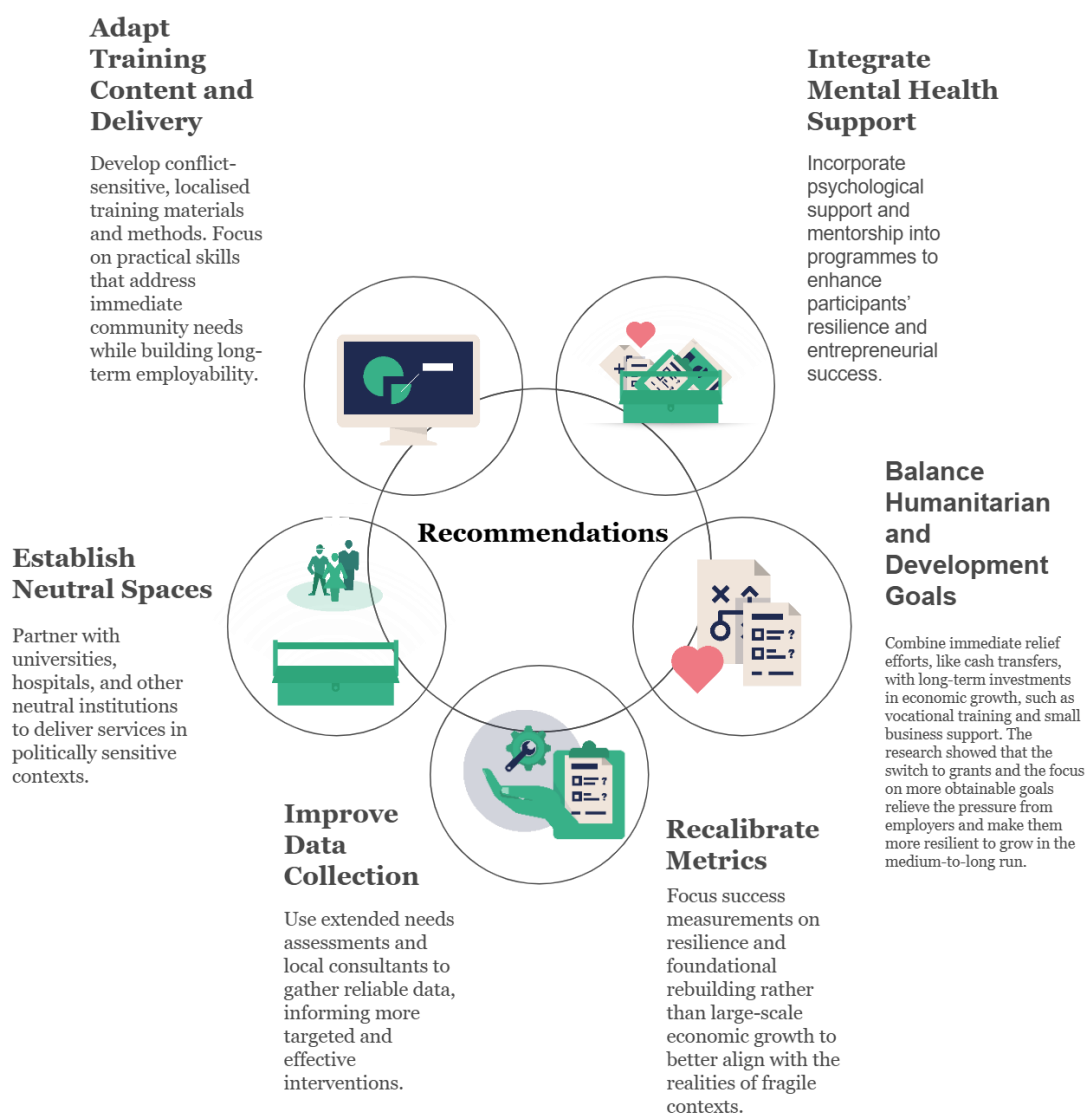 Adapt
Training
Content and
Delivery
Develop conflict-
sensitive, localised
training materials
and methods. Focus
on practical skills
that address
immediate
community needs
while building long-
term employability.
Integrate
Mental Health
Support
Incorporate
psychological
support and
mentorship into
programmes to
enhance
participants’
resilience and
entrepreneurial
success.
Recommendations
Balance
Humanitarian
and
Development
Goals
Combine immediate relief
efforts, like cash transfers,
with long-term investments
in economic growth, such as
vocational training and small
business support. The
research showed that the
switch to grants and the focus
on more obtainable goals
relieve the pressure from
employers and make them
more resilient to grow in the
medium-to-long run.
Establish
Neutral Spaces
Partner with
universities,
hospitals, and other
neutral institutions
to deliver services in
politically sensitive
contexts.
Improve
Data
Collection
Use extended needs
assessments and
local consultants to
gather reliable data,
informing more
targeted and
effective
interventions.
Recalibrate
Metrics
Focus success
measurements on
resilience and
foundational
rebuilding rather
than large-scale
economic growth to
better align with the
realities of fragile
contexts.